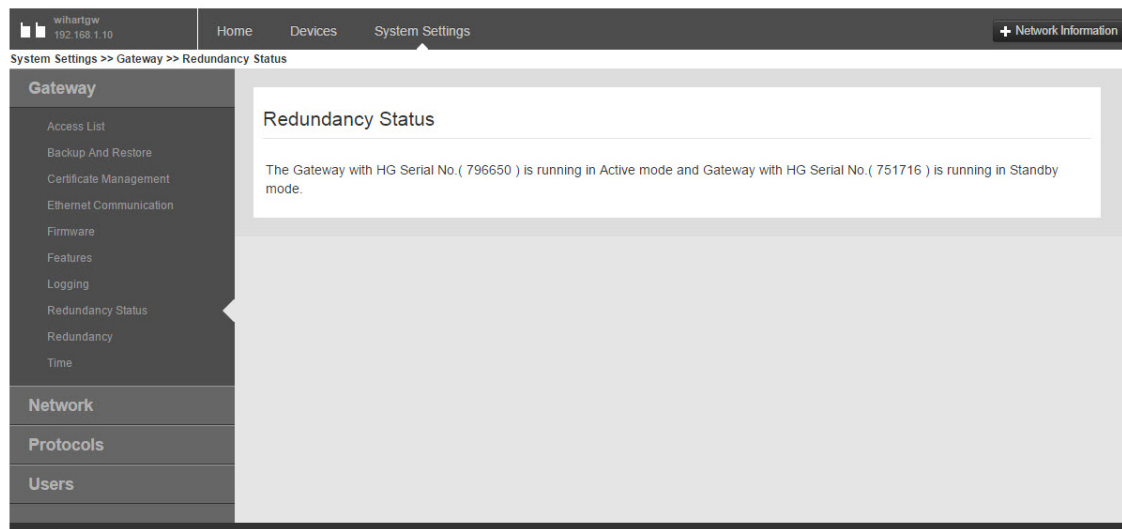 wihartgw
192.168.1.10
Home
Devices
System Settings
+ Network Information
System Settings >> Gateway >> Redundancy Status
Gateway
Access List
Backup And Restore
Certificate Management
Ethernet Communication
Firmware
Features
Logging
Redundancy Status
Redundancy
Time
Network
Protocols
Users
Redundancy Status
The Gateway with HG Serial No.( 796650 ) is running in Active mode and Gateway with HG Serial No.( 751716 ) is running in Standby
mode.